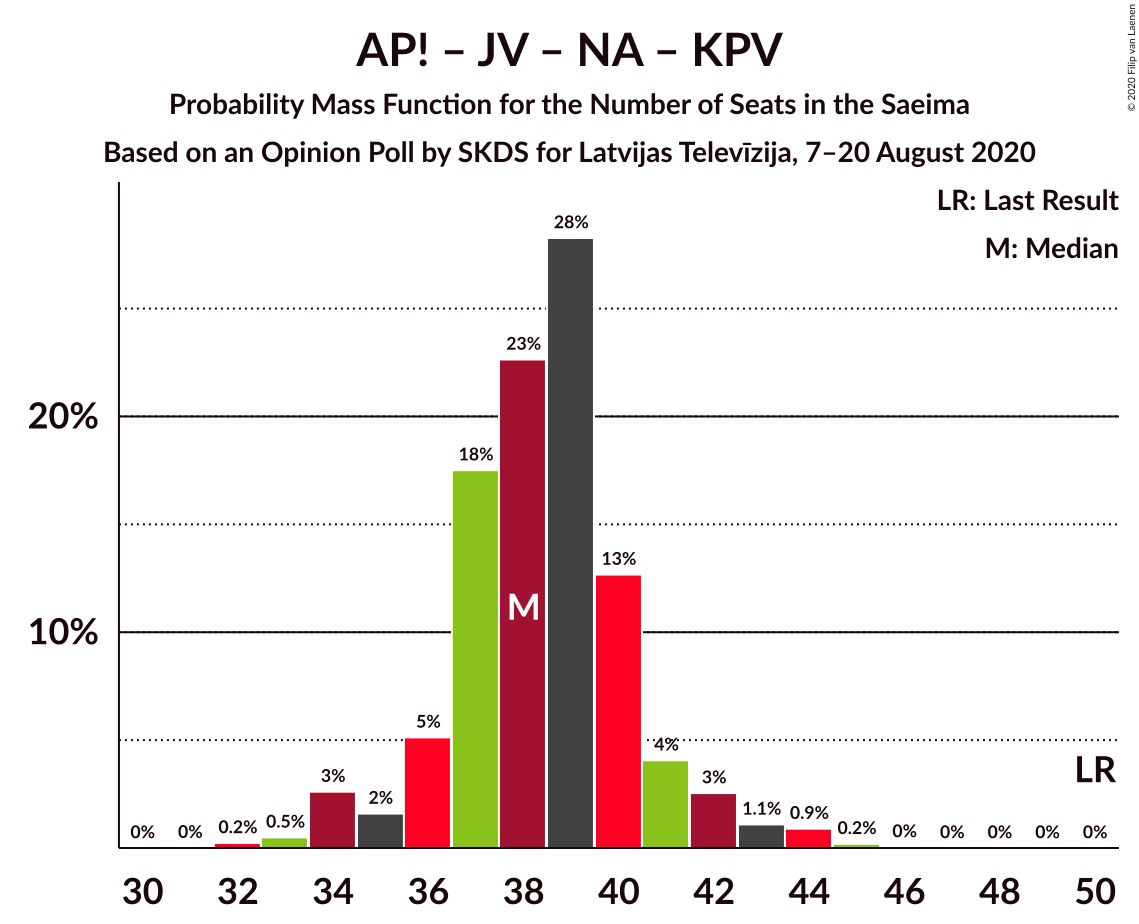 AP! – JV – NA – KPV
Probability Mass Function for the Number of Seats in the Saeima
Based on an Opinion Poll by SKDS for Latvijas Televīzija, 7–20 August 2020
© 2020 Filip van Laenen
LR: Last Result
M: Median
20%
10%
0%
0%
0.2%
0.5%
3%
2%
5%
18%
23%
28%
13%
4%
3%
1.1%
0.9%
0.2%
0%
0%
0%
0%
0%
M
LR
30 32 34 36 38 40 42 44 46 48 50